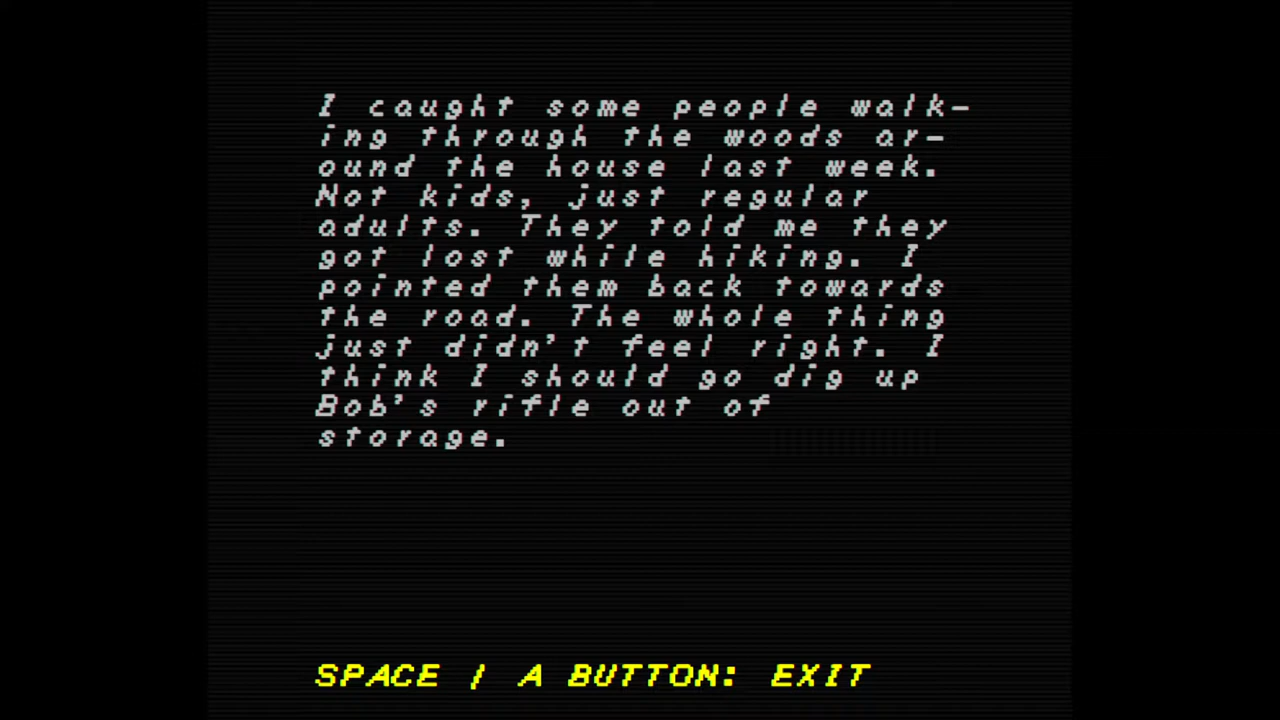 I caught some people walk-
ing through the woods ar-
ound the house last week.
Not kids, just regular
adults. They told me they
got lost while hiking. I
pointed them back towards
the road. The whole thing
just didn't feel right. I
think I should go dig up
Bob's rifle out of
storage.
SPACE / A BUTTON: EXIT